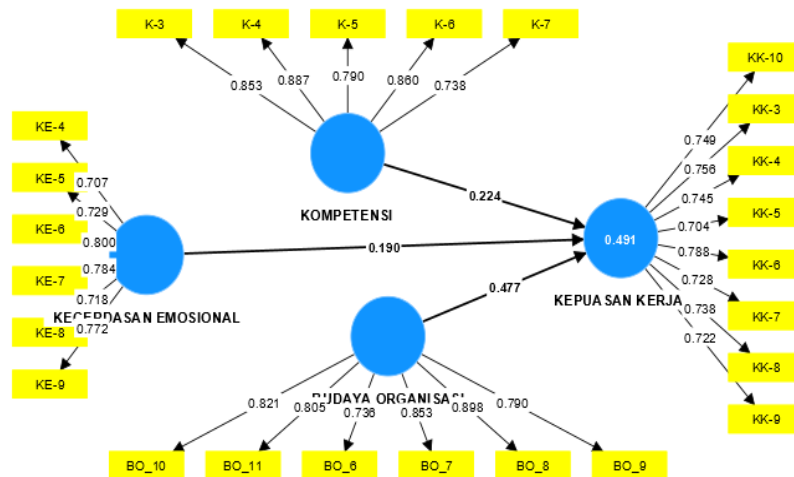 K-3
K-4
K-5
K-6
K-7
0.853
0.887
0.790
0.860
0.738
KOMPETENSI
KE-4
KE-5
KE-6
KE-7
KE-8
KE-9
0.707
0.729
0.800
0.784
0.718
0.772
KECERDASAN EMOSIONAL
0.224
0.190
0.477
BUDAYA ORGANISASI
0.821
0.805
0.736
0.853
0.898
0.790
BO_10
BO_11
BO_6
BO_7
BO_8
BO_9
0.491
KEPUASAN KERJA
0.749
0.756
0.745
0.704
0.788
0.728
0.738
0.722
KK-10
KK-3
KK-4
KK-5
KK-6
KK-7
KK-8
KK-9